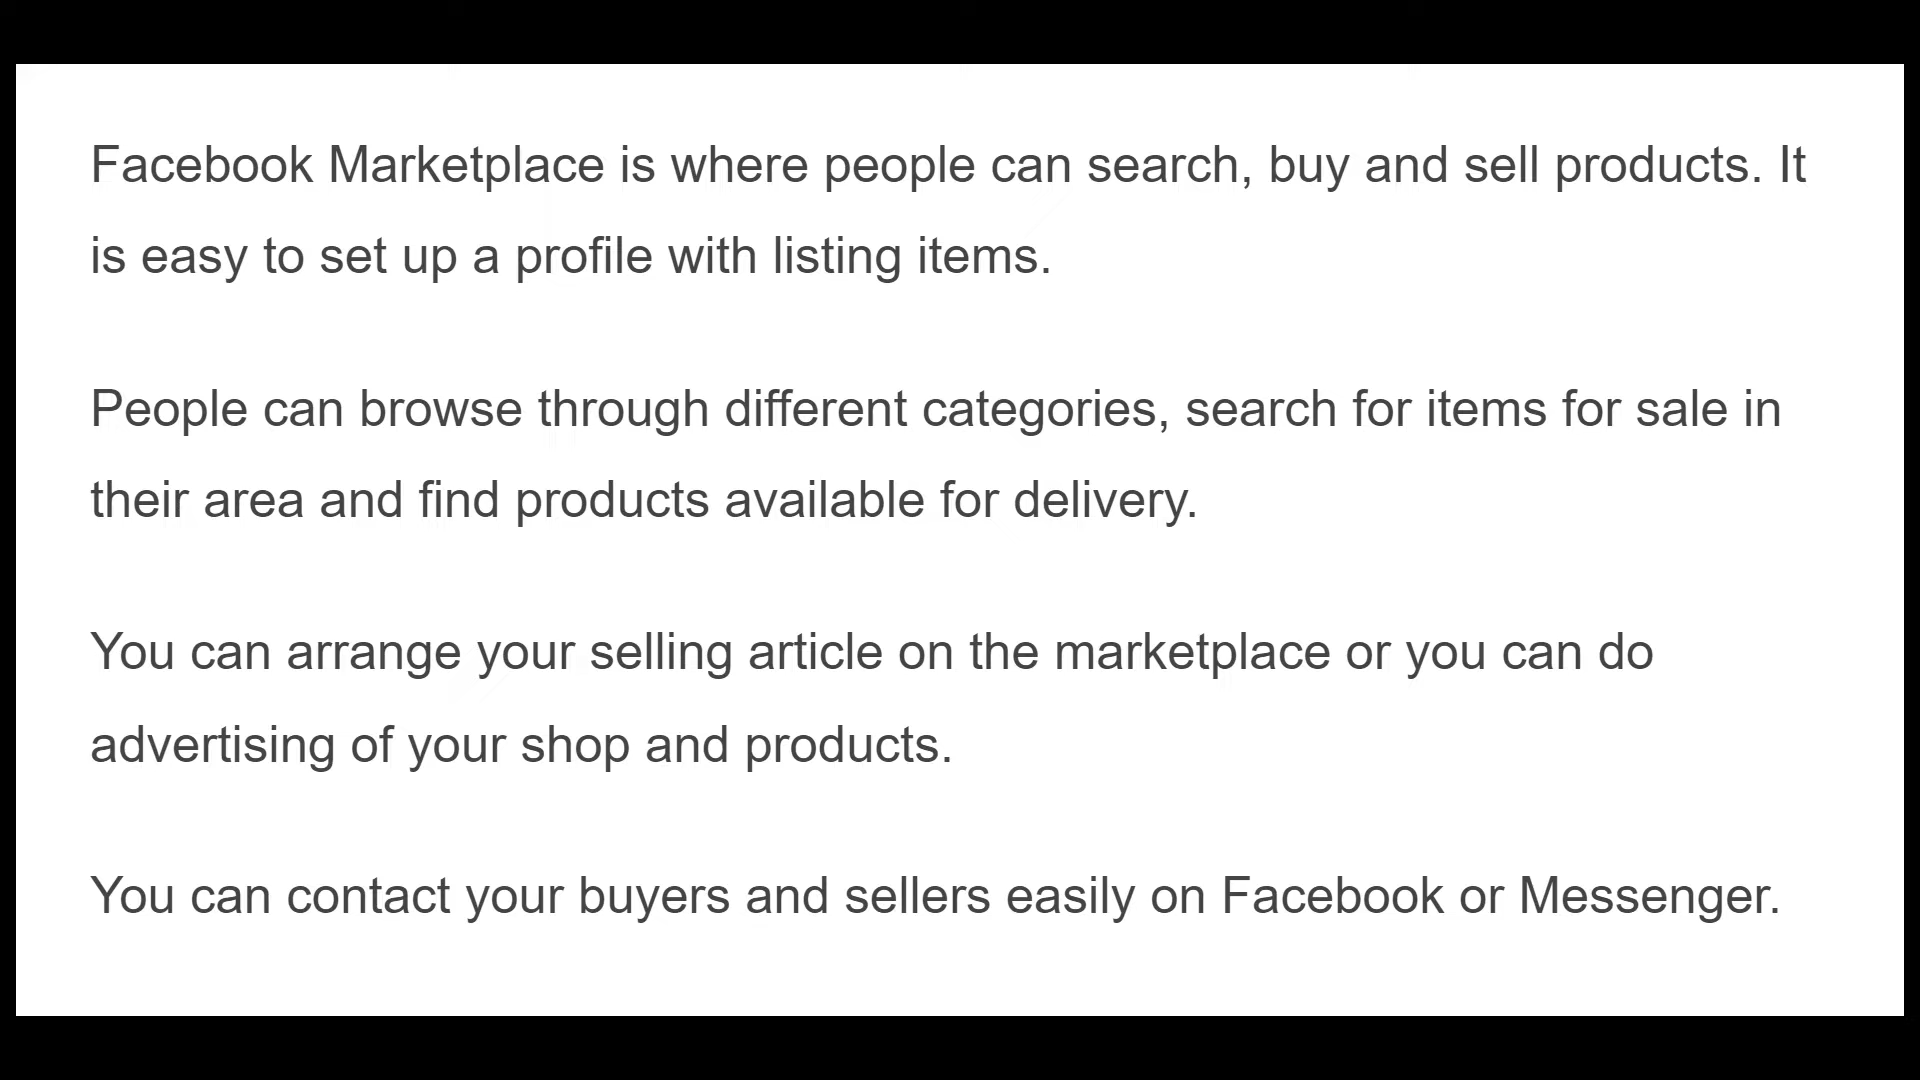 Facebook Marketplace is where people can search, buy and sell products. It
is easy to set up a profile with listing items.
People can browse through different categories, search for items for sale in
their area and find products available for delivery.
You can arrange your selling article on the marketplace or you can do
advertising of your shop and products.
You can contact your buyers and sellers easily on Facebook or Messenger.